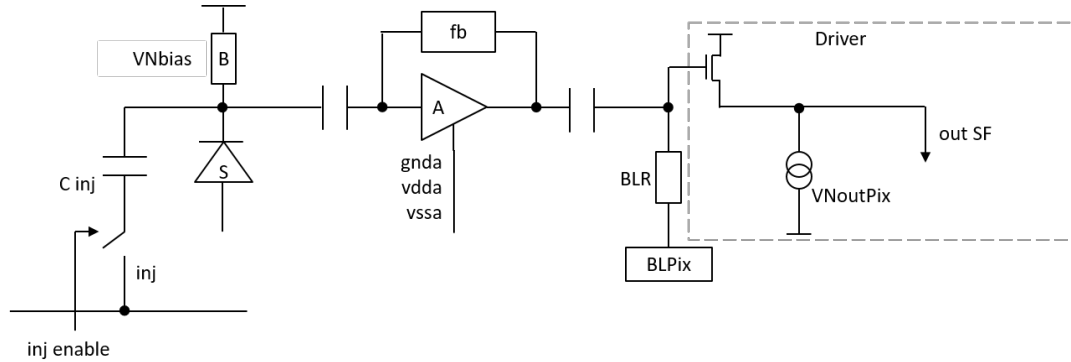 VNbias
B
fb
Driver
A
S
gnda
vdda
vssa
C inj
BLR
out SF
VNoutPix
inj
BLPix
inj enable